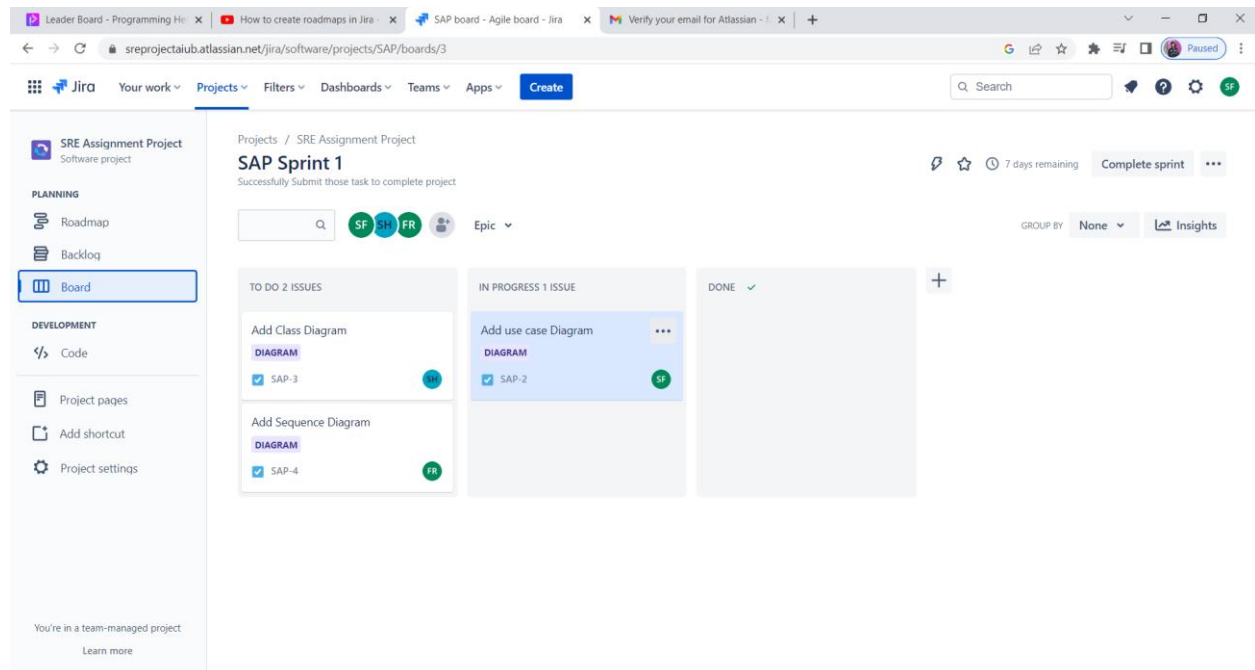 Leader Board - Programming He
How to create roadmaps in Jira -
SAP board - Agile board - Jira
Verify your email for Atlassian -
sreprojectaiub.atlassian.net/jira/software/projects/SAP/boards/3
Paused
Jira Your work Projects Filters Dashboards Teams Apps Create Search SF
SRE Assignment Project
Software project
PLANNING
Roadmap
Backlog
Board
DEVELOPMENT
Code
Project pages
Add shortcut
Project settings
You're in a team-managed project
Learn more
Projects / SRE Assignment Project
SAP Sprint 1
Successfully Submit those task to complete project
7 days remaining Complete sprint
SF SH FR Epic
GROUP BY None Insights
TO DO 2 ISSUES
Add Class Diagram
DIAGRAM
SAP-3 SH
Add Sequence Diagram
DIAGRAM
SAP-4 FR
IN PROGRESS 1 ISSUE
Add use case Diagram
DIAGRAM
SAP-2 SF
DONE